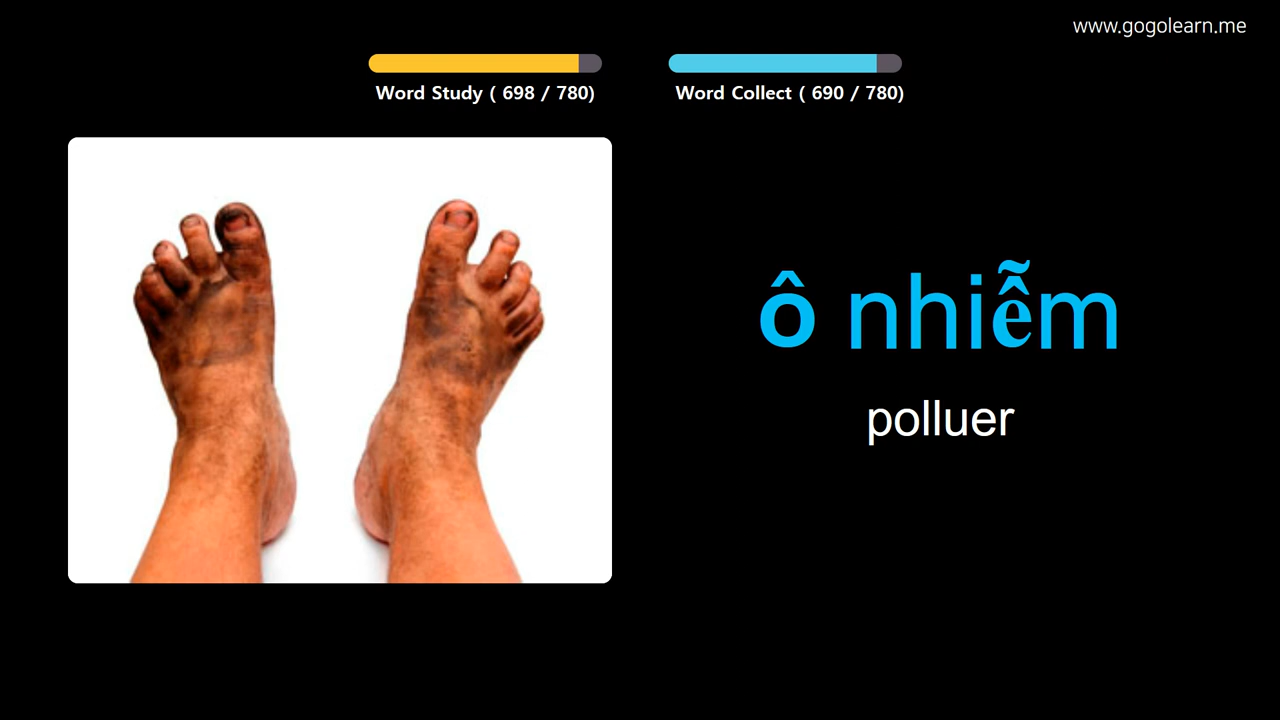 www.gogolearn.me
Word Study ( 698 / 780)
Word Collect ( 690 / 780)
ô nhiễm
polluer